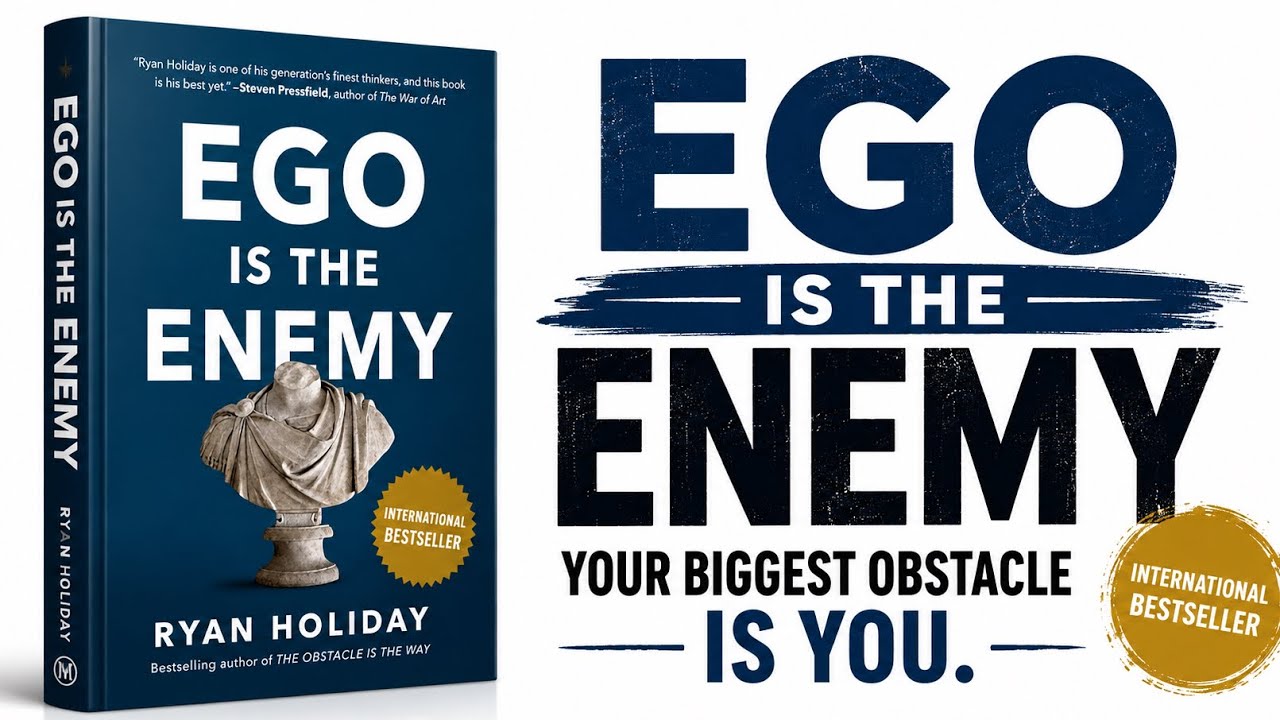 EGO IS THE ENEMY
RYAN HOLIDAY
"Ryan Holiday is one of his generation's finest thinkers, and this book
is his best yet." –Steven Pressfield, author of The War of Art
EGO
IS THE
ENEMY
INTERNATIONAL
BESTSELLER
RYAN HOLIDAY
Bestselling author of THE OBSTACLE IS THE WAY
EGO
IS THE
ENEMY
YOUR BIGGEST OBSTACLE
IS YOU.
INTERNATIONAL
BESTSELLER